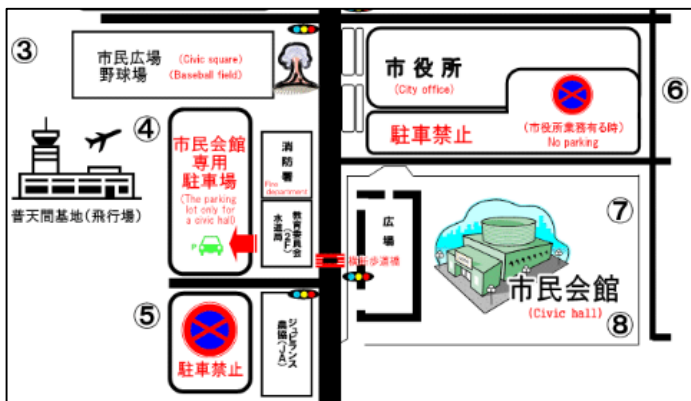 ③
市民広場 (Civic square)
野球場 (Baseball field)
市役所
(City office)
駐車禁止
(市役所業務有る時)
No parking
⑥
④
市民会館
専用
駐車場
(The parking
lot only for
a civic hall)
P
消防署
Fire
department
教育委員会
(2F)
水道局
普天間基地(飛行場)
横断歩道橋
広場
⑦
市民会館
(Civic hall)
⑧
⑤
駐車禁止
ジュビランス
農協(JA)